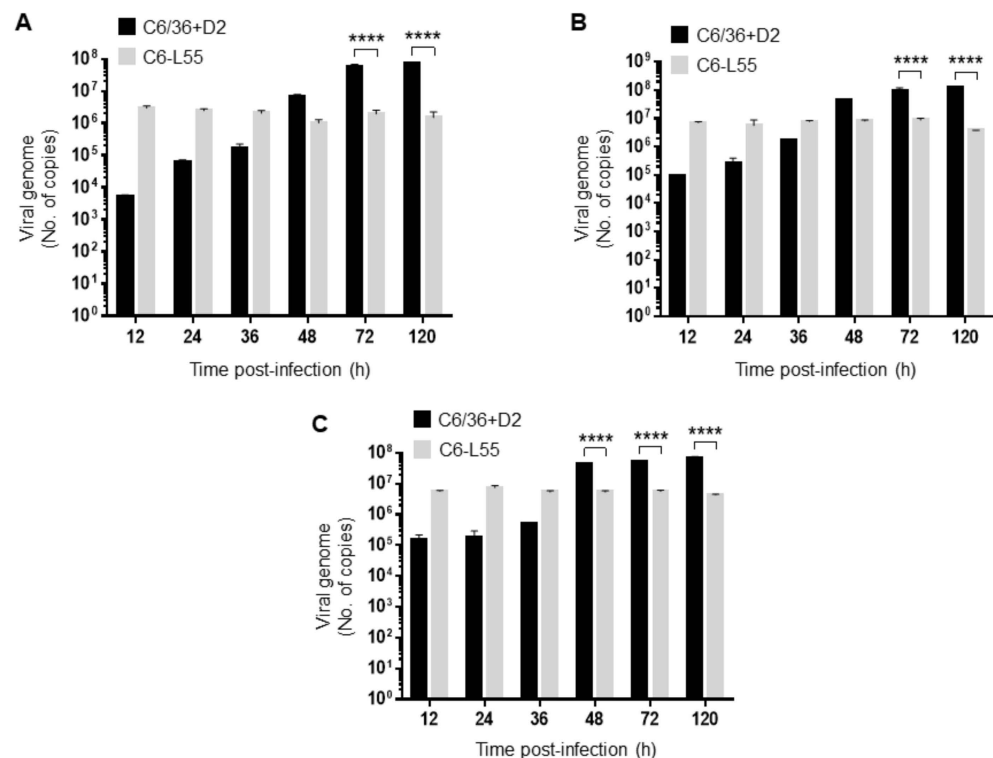 A
C6/36+D2
C6-L55
**** ****
10^8
10^7
10^6
10^5
10^4
10^3
10^2
10^1
10^0
Viral genome
(No. of copies)
12 24 36 48 72 120
Time post-infection (h)
B
C6/36+D2
C6-L55
**** ****
10^9
10^8
10^7
10^6
10^5
10^4
10^3
10^2
10^1
10^0
Viral genome
(No. of copies)
12 24 36 48 72 120
Time post-infection (h)
C
C6/36+D2
C6-L55
**** **** ****
10^8
10^7
10^6
10^5
10^4
10^3
10^2
10^1
10^0
Viral genome
(No. of copies)
12 24 36 48 72 120
Time post-infection (h)